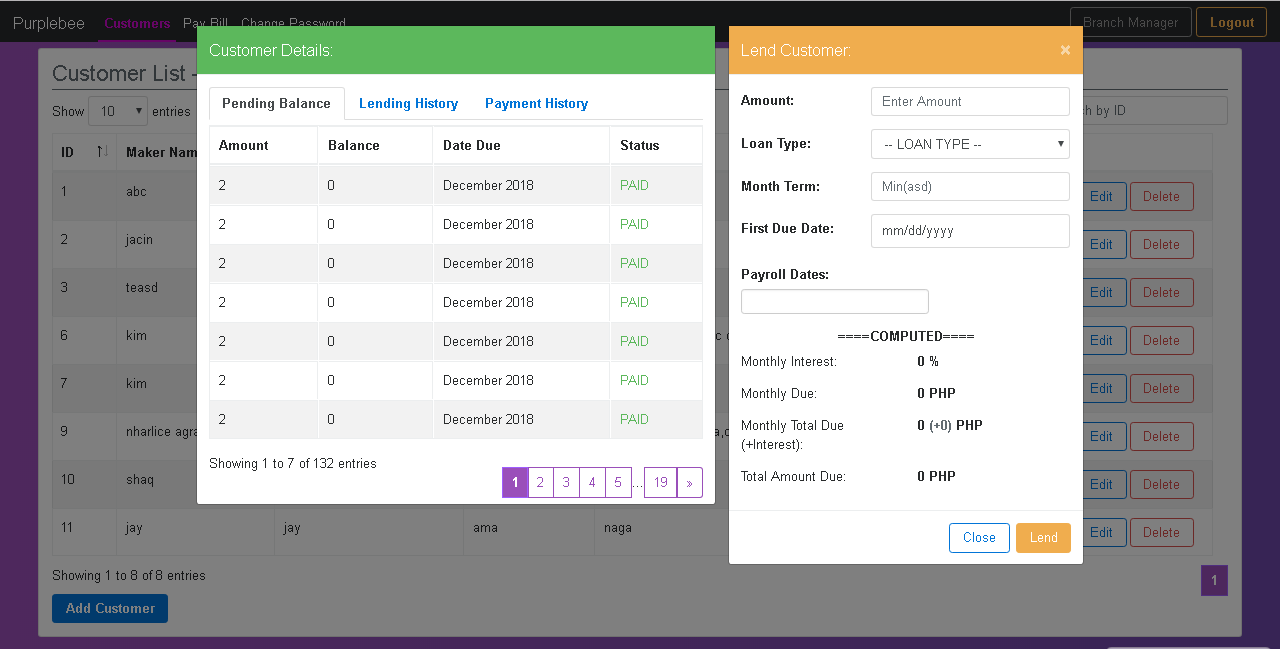 Purplebee Customers Pay Bill Change Password Branch Manager Logout
Customer List -
Show 10 entries
ch by ID
ID Maker Nam
1 abc Edit Delete
2 jacin Edit Delete
3 teasd Edit Delete
6 kim Edit Delete
7 kim Edit Delete
9 nharlice agra Edit Delete
10 shaq Edit Delete
11 jay jay ama naga Edit Delete
Showing 1 to 8 of 8 entries
1
Add Customer
Customer Details:
Pending Balance Lending History Payment History
Amount Balance Date Due Status
2 0 December 2018 PAID
2 0 December 2018 PAID
2 0 December 2018 PAID
2 0 December 2018 PAID
2 0 December 2018 PAID
2 0 December 2018 PAID
2 0 December 2018 PAID
Showing 1 to 7 of 132 entries
1 2 3 4 5 ... 19 »
Lend Customer: ×
Amount: Enter Amount
Loan Type: -- LOAN TYPE --
Month Term: Min(asd)
First Due Date: mm/dd/yyyy
Payroll Dates:
====COMPUTED====
Monthly Interest: 0 %
Monthly Due: 0 PHP
Monthly Total Due 0 (+0) PHP
(+Interest):
Total Amount Due: 0 PHP
Close Lend